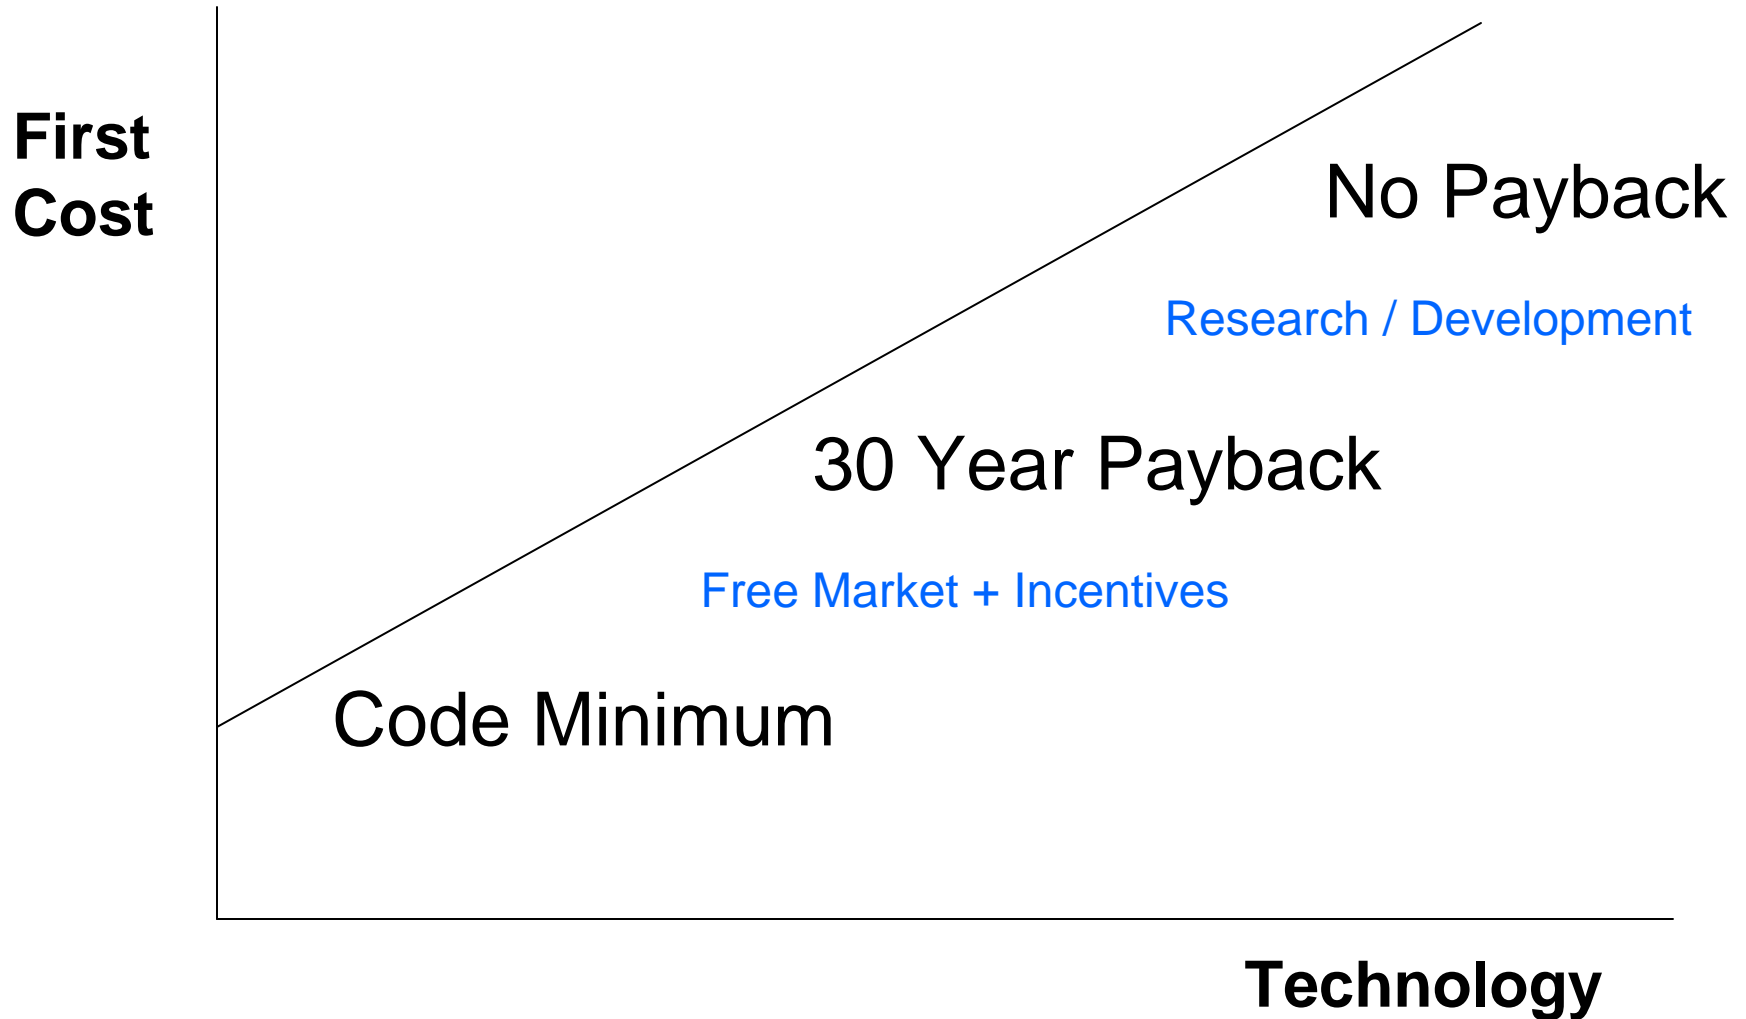 First
Cost
No Payback
Research / Development
30 Year Payback
Free Market + Incentives
Code Minimum
Technology